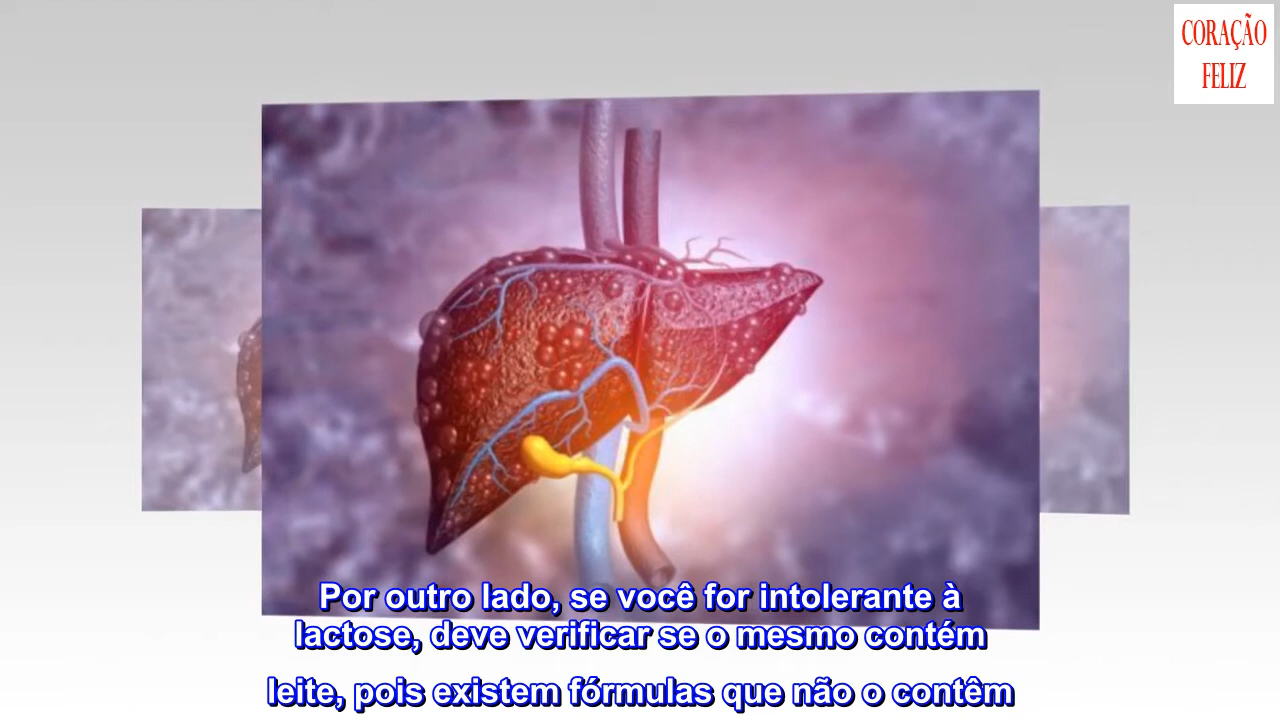 CORAÇÃO
FELIZ
Por outro lado, se você for intolerante à
lactose, deve verificar se o mesmo contém
leite, pois existem fórmulas que não o contêm